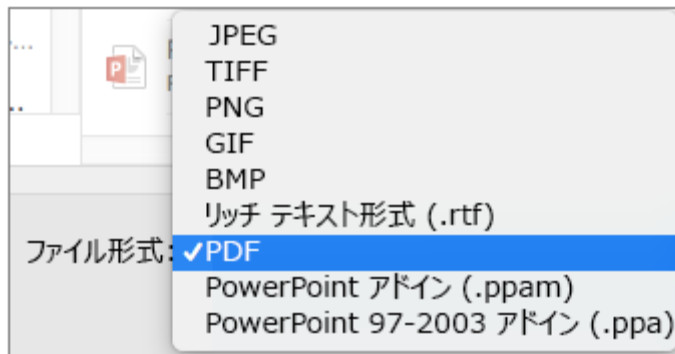 JPEG
TIFF
PNG
GIF
BMP
リッチ テキスト形式 (.rtf)
ファイル形式: ✓PDF
PowerPoint アドイン (.ppam)
PowerPoint 97-2003 アドイン (.ppa)